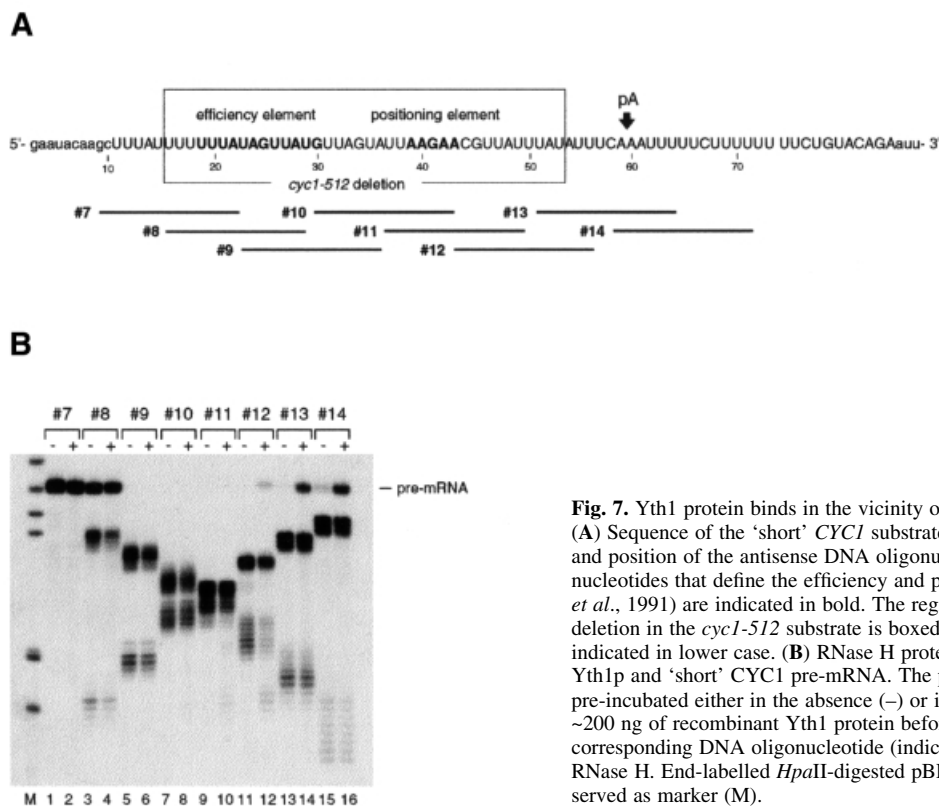 A
efficiency element positioning element
pA
5'- gaauacaagcUUUAUUUUUUUAUAGUUAUGUUAGUAUUAAGAACGUUAUUUAUAUUUCAAAUUUUUCUUUUUU UUCUGUACAGAauu- 3'
10 20 30 40 50 60 70
cyc1-512 deletion
#7 #10 #13
#8 #11 #14
#9 #12
B
#7 #8 #9 #10 #11 #12 #13 #14
- + - + - + - + - + - + - + - +
– pre-mRNA
M 1 2 3 4 5 6 7 8 9 10 11 12 13 14 15 16
Fig. 7. Yth1 protein binds in the vicinity o
(A) Sequence of the ‘short’ CYC1 substrate
and position of the antisense DNA oligonu
nucleotides that define the efficiency and p
et al., 1991) are indicated in bold. The reg
deletion in the cyc1-512 substrate is boxed
indicated in lower case. (B) RNase H prote
Yth1p and ‘short’ CYC1 pre-mRNA. The p
pre-incubated either in the absence (–) or i
~200 ng of recombinant Yth1 protein befo
corresponding DNA oligonucleotide (indic
RNase H. End-labelled HpaII-digested pBI
served as marker (M).